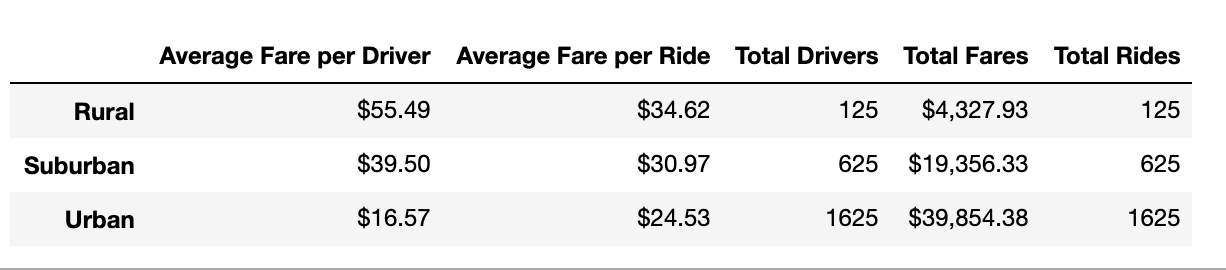 Average Fare per Driver Average Fare per Ride Total Drivers Total Fares Total Rides
Rural $55.49 $34.62 125 $4,327.93 125
Suburban $39.50 $30.97 625 $19,356.33 625
Urban $16.57 $24.53 1625 $39,854.38 1625